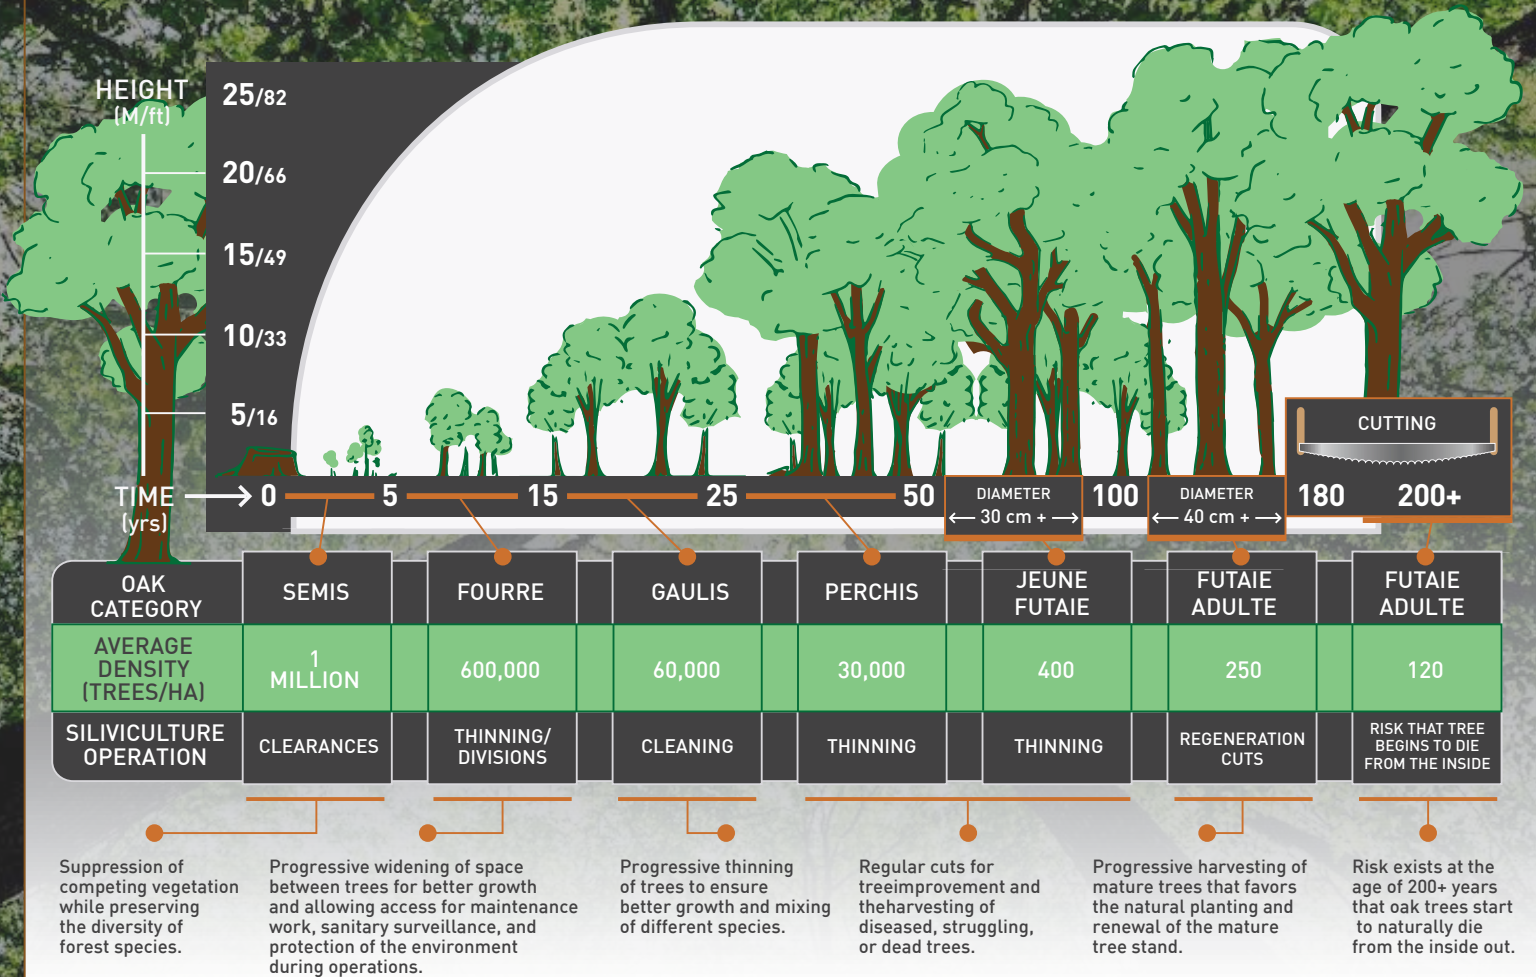 HEIGHT
(M/ft)
25/82
20/66
15/49
10/33
5/16
CUTTING
TIME
(yrs)
0
5
15
25
50
DIAMETER
30 cm +
100
DIAMETER
40 cm +
180
200+
OAK
CATEGORY
SEMIS
FOURRE
GAULIS
PERCHIS
JEUNE
FUTAIE
FUTAIE
ADULTE
FUTAIE
ADULTE
AVERAGE
DENSITY
(TREES/HA)
1
MILLION
600,000
60,000
30,000
400
250
120
SILIVICULTURE
OPERATION
CLEARANCES
THINNING/
DIVISIONS
CLEANING
THINNING
THINNING
REGENERATION
CUTS
RISK THAT TREE
BEGINS TO DIE
FROM THE INSIDE
Suppression of
competing vegetation
while preserving
the diversity of
forest species.
Progressive widening of space
between trees for better growth
and allowing access for maintenance
work, sanitary surveillance, and
protection of the environment
during operations.
Progressive thinning
of trees to ensure
better growth and mixing
of different species.
Regular cuts for
treeimprovement and
theharvesting of
diseased, struggling,
or dead trees.
Progressive harvesting of
mature trees that favors
the natural planting and
renewal of the mature
tree stand.
Risk exists at the
age of 200+ years
that oak trees start
to naturally die
from the inside out.